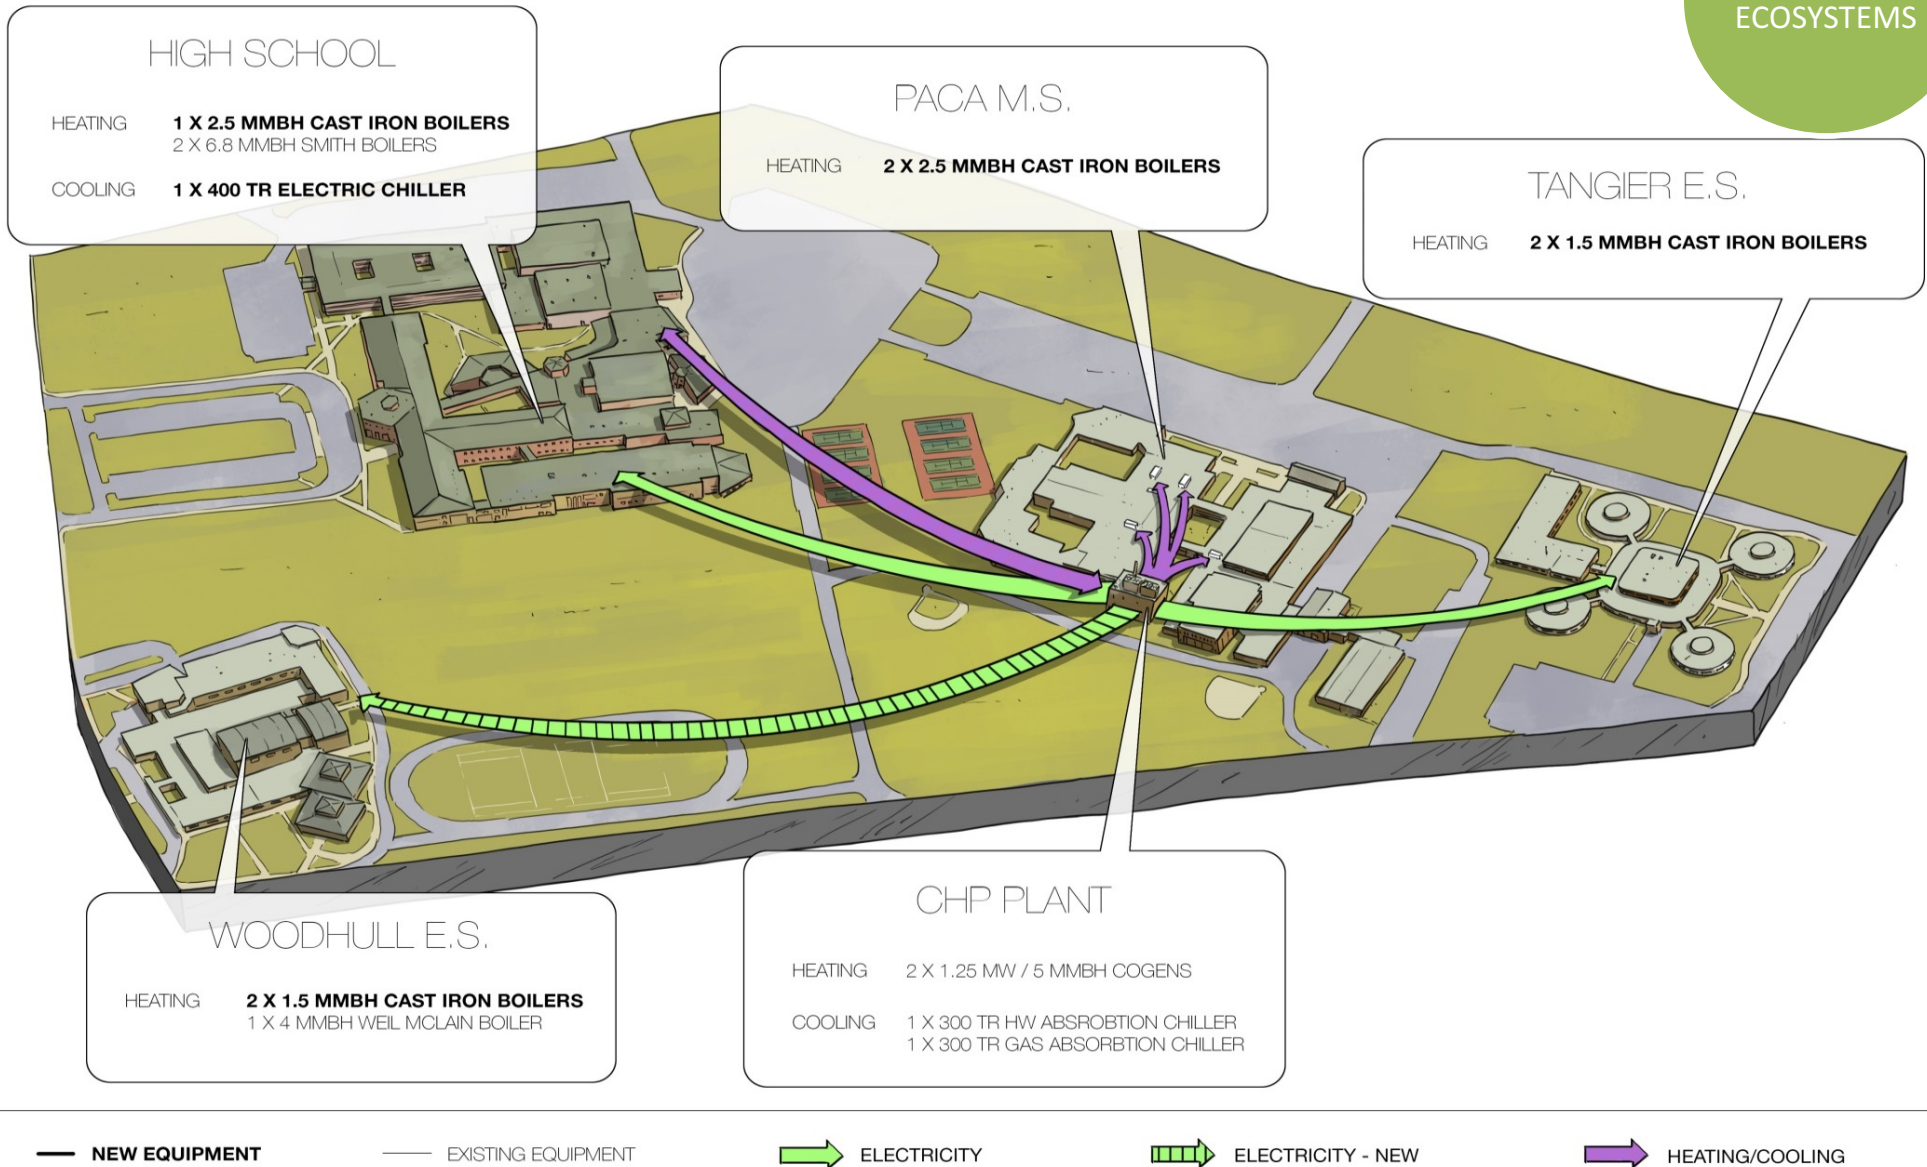 ECOSYSTEMS
HIGH SCHOOL
HEATING 1 X 2.5 MMBH CAST IRON BOILERS
2 X 6.8 MMBH SMITH BOILERS
COOLING 1 X 400 TR ELECTRIC CHILLER
PACA M.S.
HEATING 2 X 2.5 MMBH CAST IRON BOILERS
TANGIER E.S.
HEATING 2 X 1.5 MMBH CAST IRON BOILERS
WOODHULL E.S.
HEATING 2 X 1.5 MMBH CAST IRON BOILERS
1 X 4 MMBH WEIL MCLAIN BOILER
CHP PLANT
HEATING 2 X 1.25 MW / 5 MMBH COGENS
COOLING 1 X 300 TR HW ABSROBTION CHILLER
1 X 300 TR GAS ABSORBTION CHILLER
NEW EQUIPMENT
EXISTING EQUIPMENT
ELECTRICITY
ELECTRICITY - NEW
HEATING/COOLING